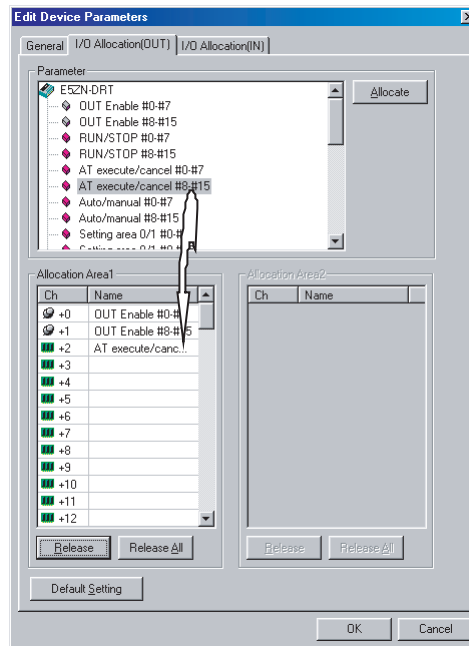 Edit Device Parameters
General
I/O Allocation(OUT)
I/O Allocation(IN)
Parameter
E5ZN-DRT
OUT Enable #0-#7
OUT Enable #8-#15
RUN/STOP #0-#7
RUN/STOP #8-#15
AT execute/cancel #0-#7
AT execute/cancel #8-#15
Auto/manual #0-#7
Auto/manual #8-#15
Setting area 0/1 #0-#
Setting area 0/1 #
Allocate
Allocation Area1
Ch Name
+0 OUT Enable #0-#
+1 OUT Enable #8-#15
+2 AT execute/canc...
+3
+4
+5
+6
+7
+8
+9
+10
+11
+12
Release
Release All
Allocation Area2
Ch Name
Release
Release All
Default Setting
OK
Cancel